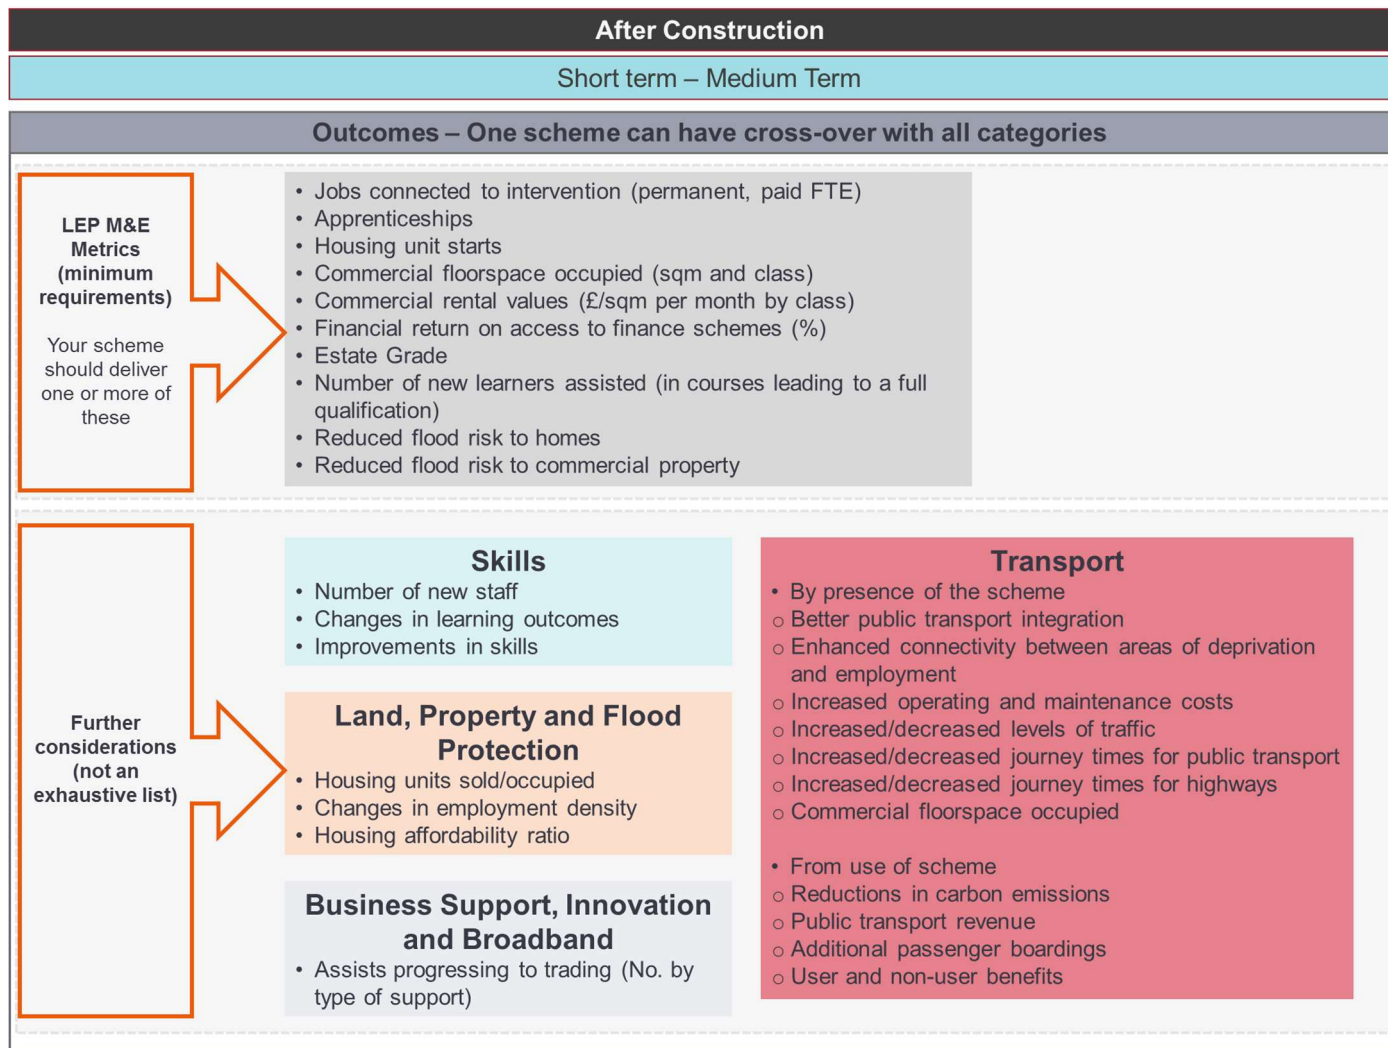 After Construction
Short term – Medium Term
Outcomes – One scheme can have cross-over with all categories
LEP M&E
Metrics
(minimum
requirements)
Your scheme
should deliver
one or more of
these
• Jobs connected to intervention (permanent, paid FTE)
• Apprenticeships
• Housing unit starts
• Commercial floorspace occupied (sqm and class)
• Commercial rental values (£/sqm per month by class)
• Financial return on access to finance schemes (%)
• Estate Grade
• Number of new learners assisted (in courses leading to a full
qualification)
• Reduced flood risk to homes
• Reduced flood risk to commercial property
Further
considerations
(not an
exhaustive list)
Skills
• Number of new staff
• Changes in learning outcomes
• Improvements in skills
Land, Property and Flood
Protection
• Housing units sold/occupied
• Changes in employment density
• Housing affordability ratio
Business Support, Innovation
and Broadband
• Assists progressing to trading (No. by
type of support)
Transport
• By presence of the scheme
○ Better public transport integration
○ Enhanced connectivity between areas of deprivation
and employment
○ Increased operating and maintenance costs
○ Increased/decreased levels of traffic
○ Increased/decreased journey times for public transport
○ Increased/decreased journey times for highways
○ Commercial floorspace occupied
• From use of scheme
○ Reductions in carbon emissions
○ Public transport revenue
○ Additional passenger boardings
○ User and non-user benefits